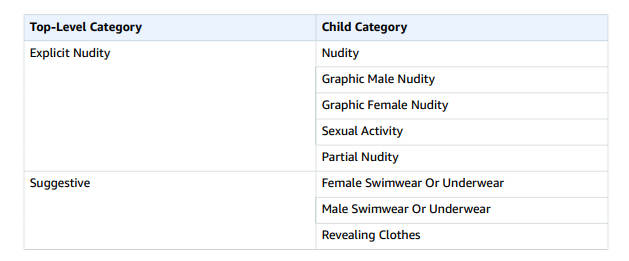 Top-Level Category Child Category
Explicit Nudity Nudity
Graphic Male Nudity
Graphic Female Nudity
Sexual Activity
Partial Nudity
Suggestive Female Swimwear Or Underwear
Male Swimwear Or Underwear
Revealing Clothes